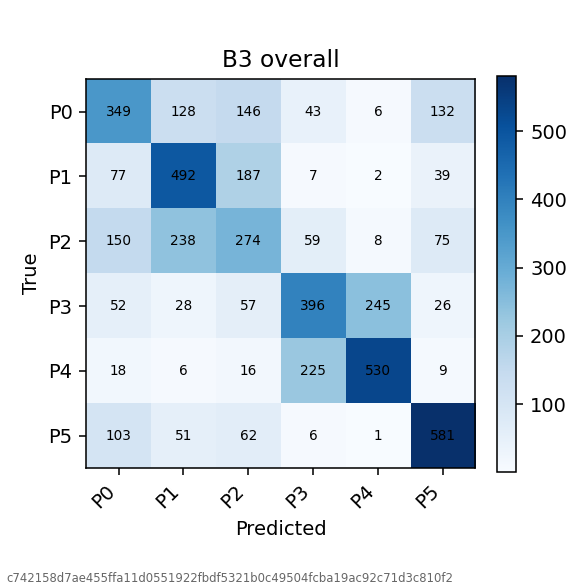 B3 overall
P0 349 128 146 43 6 132
P1 77 492 187 7 2 39
P2 150 238 274 59 8 75
P3 52 28 57 396 245 26
P4 18 6 16 225 530 9
P5 103 51 62 6 1 581
True
P0 P1 P2 P3 P4 P5
Predicted
500
400
300
200
100
c742158d7ae455ffa11d0551922fbdf5321b0c49504fcba19ac92c71d3c810f2